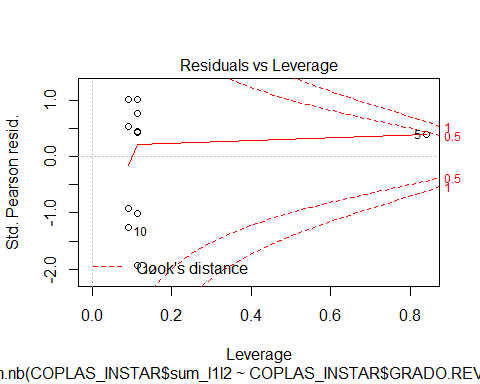 Residuals vs Leverage
Std. Pearson resid.
1.0
0.0
-1.0
-2.0
1
0.5
0.5
1
10
Cook's distance
0.0
0.2
0.4
0.6
0.8
Leverage
n.nb(COPLAS_INSTAR$sum_l1l2 ~ COPLAS_INSTAR$GRADO.REV